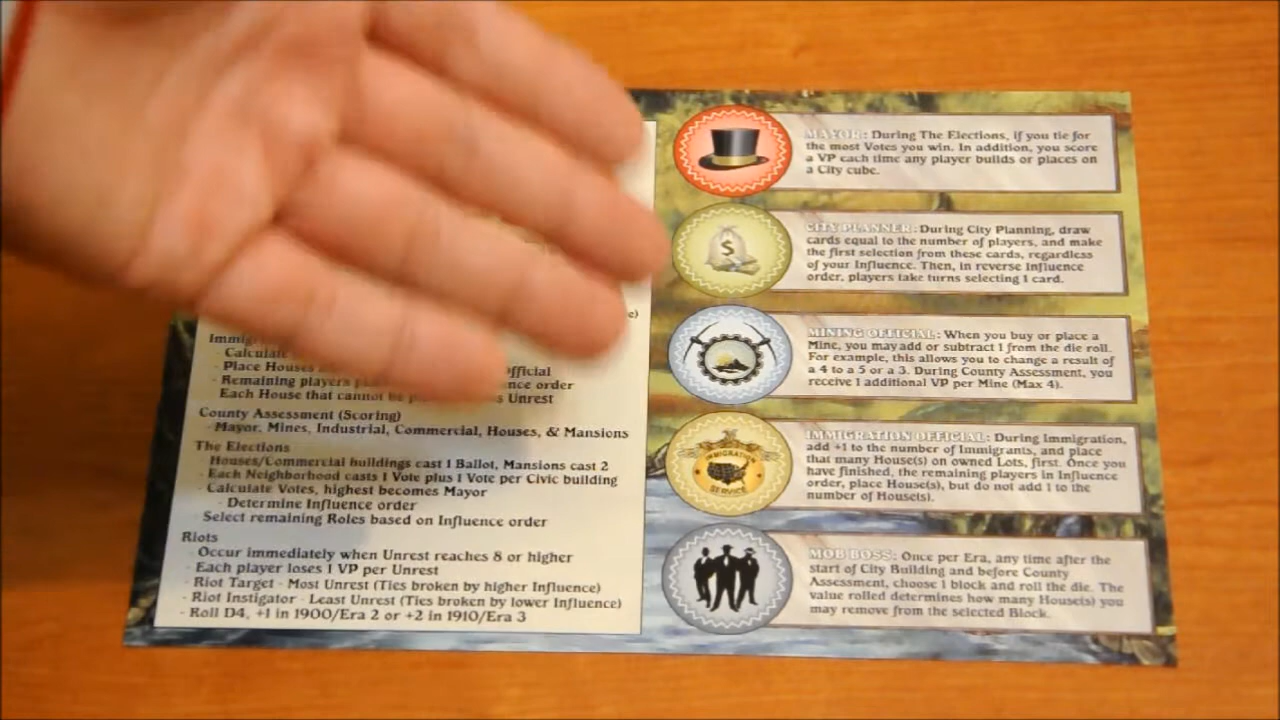 e)
Immig
Calculate
Place Houses fficial
Remaining players nce order
Each House that cannot be s Unrest
County Assessment (Scoring)
- Mayor, Mines, Industrial, Commercial, Houses, & Mansions
The Elections
Houses/Commercial buildings cast 1 Ballot, Mansions cast 2
- Each Neighborhood casts 1 Vote plus 1 Vote per Civic building
- Calculate Votes, highest becomes Mayor
Determine Influence order
Select remaining Roles based on Influence order
Riots
- Occur immediately when Unrest reaches 8 or higher
- Each player loses 1 VP per Unrest
- Riot Target - Most Unrest (Ties broken by higher Influence)
- Riot Instigator - Least Unrest (Ties broken by lower Influence)
- Roll D4, +1 in 1900/Era 2 or +2 in 1910/Era 3
MAYOR: During The Elections, if you tie for
the most Votes you win. In addition, you score
a VP each time any player builds or places on
a City cube.
$
CITY PLANNER: During City Planning, draw
cards equal to the number of players, and make
the first selection from these cards, regardless
of your Influence. Then, in reverse Influence
order, players take turns selecting 1 card.
MINING OFFICIAL: When you buy or place a
Mine, you may add or subtract 1 from the die roll.
For example, this allows you to change a result of
a 4 to a 5 or a 3. During County Assessment, you
receive 1 additional VP per Mine (Max 4).
IMMIGRATION
SERVICE
IMMIGRATION OFFICIAL: During Immigration,
add +1 to the number of Immigrants, and place
that many House(s) on owned Lots, first. Once you
have finished, the remaining players in Influence
order, place House(s), but do not add 1 to the
number of House(s).
MOB BOSS: Once per Era, any time after the
start of City Building and before County
Assessment, choose 1 block and roll the die. The
value rolled determines how many House(s) you
may remove from the selected Block.